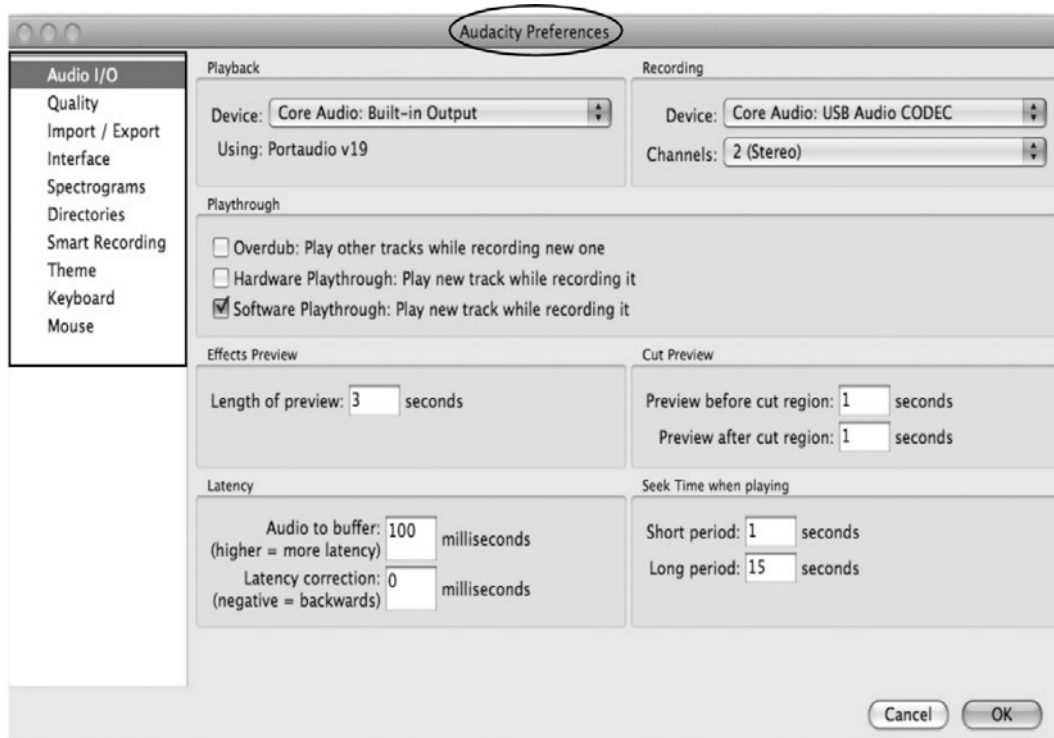 Audacity Preferences
Audio I/O
Quality
Import / Export
Interface
Spectrograms
Directories
Smart Recording
Theme
Keyboard
Mouse
Playback
Device: Core Audio: Built-in Output
Using: Portaudio v19
Recording
Device: Core Audio: USB Audio CODEC
Channels: 2 (Stereo)
Playthrough
Overdub: Play other tracks while recording new one
Hardware Playthrough: Play new track while recording it
Software Playthrough: Play new track while recording it
Effects Preview
Length of preview: 3 seconds
Cut Preview
Preview before cut region: 1 seconds
Preview after cut region: 1 seconds
Latency
Audio to buffer: 100 milliseconds
(higher = more latency)
Latency correction: 0 milliseconds
(negative = backwards)
Seek Time when playing
Short period: 1 seconds
Long period: 15 seconds
Cancel
OK